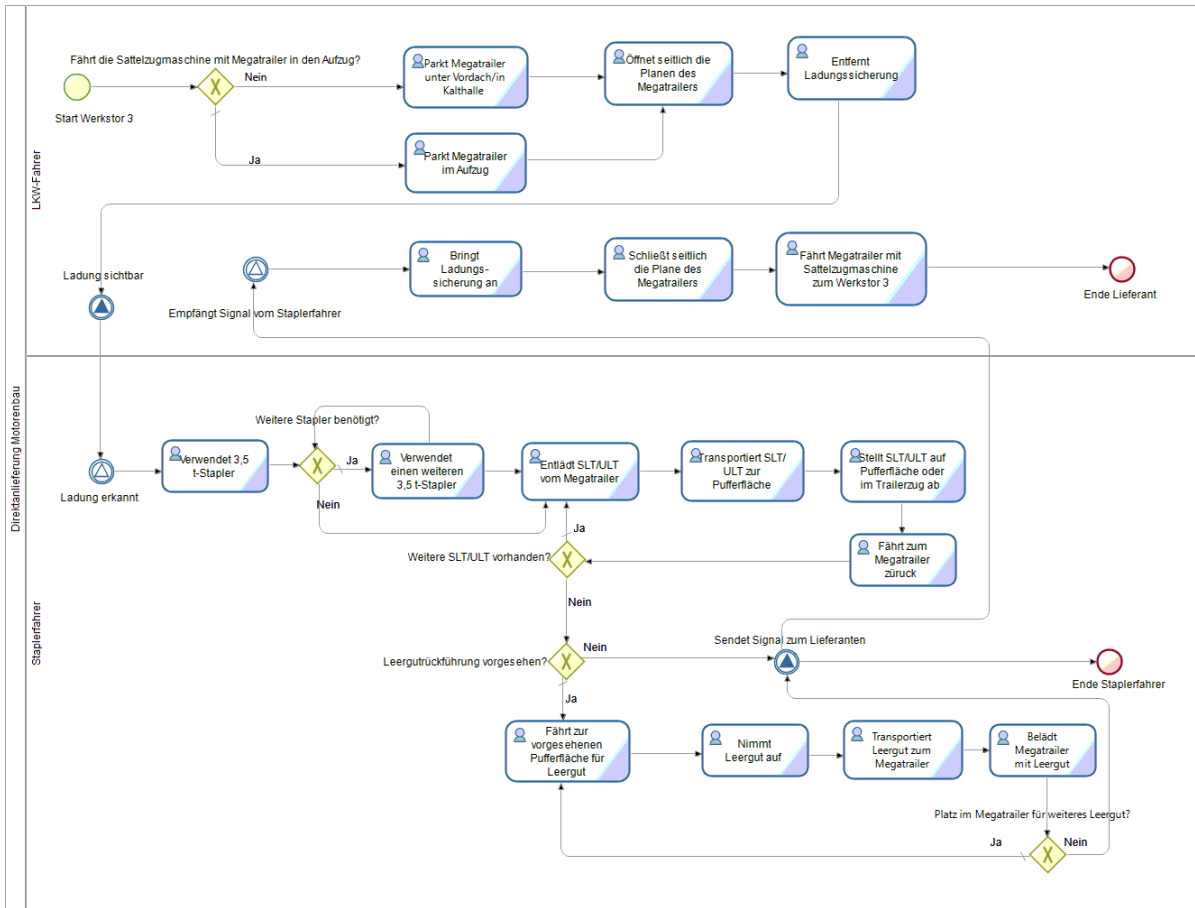 Direktanlieferung Motorenbau
LKW-Fahrer
Fährt die Sattelzugmaschine mit Megatrailer in den Aufzug?
Start Werkstor 3
Nein
Ja
Parkt Megatrailer
unter Vordach/in
Kalthalle
Parkt Megatrailer
im Aufzug
Öffnet seitlich
die Planen des
Megatrailers
Entfernt
Ladungssicherung
Ladung sichtbar
Empfängt Signal vom Staplerfahrer
Bringt
Ladungs-
sicherung an
Schließt seitlich
die Plane des
Megatrailers
Fährt Megatrailer mit
Sattelzugmaschine
zum Werkstor 3
Ende Lieferant
Staplerfahrer
Ladung erkannt
Verwendet 3,5
t-Stapler
Weitere Stapler benötigt?
Ja
Nein
Verwendet
einen weiteren
3,5 t-Stapler
Entlädt SLT/ULT
vom Megatrailer
Transportiert SLT/
ULT zur
Pufferfläche
Stellt SLT/ULT auf
Pufferfläche oder
im Trailerzug ab
Fährt zum
Megatrailer
züruck
Weitere SLT/ULT vorhanden?
Ja
Nein
Leergutrückführung vorgesehen?
Nein
Ja
Sendet Signal zum Lieferanten
Ende Staplerfahrer
Fährt zur
vorgesehenen
Pufferfläche für
Leergut
Nimmt
Leergut auf
Transportiert
Leergut zum
Megatrailer
Belädt
Megatrailer
mit Leergut
Platz im Megatrailer für weiteres Leergut?
Ja
Nein